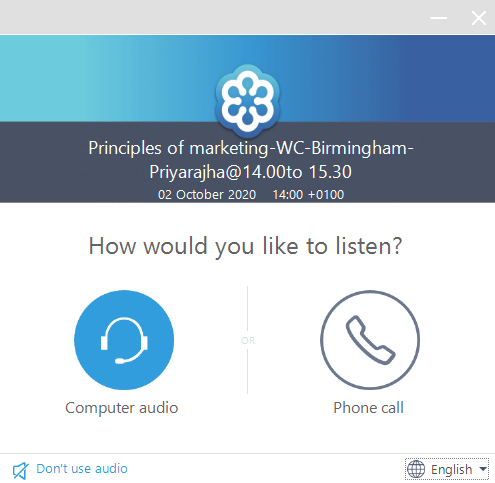 Principles of marketing-WC-Birmingham-
Priyarajha@14.00to 15.30
02 October 2020 14:00 +0100
How would you like to listen?
OR
Computer audio
Phone call
Don't use audio
English